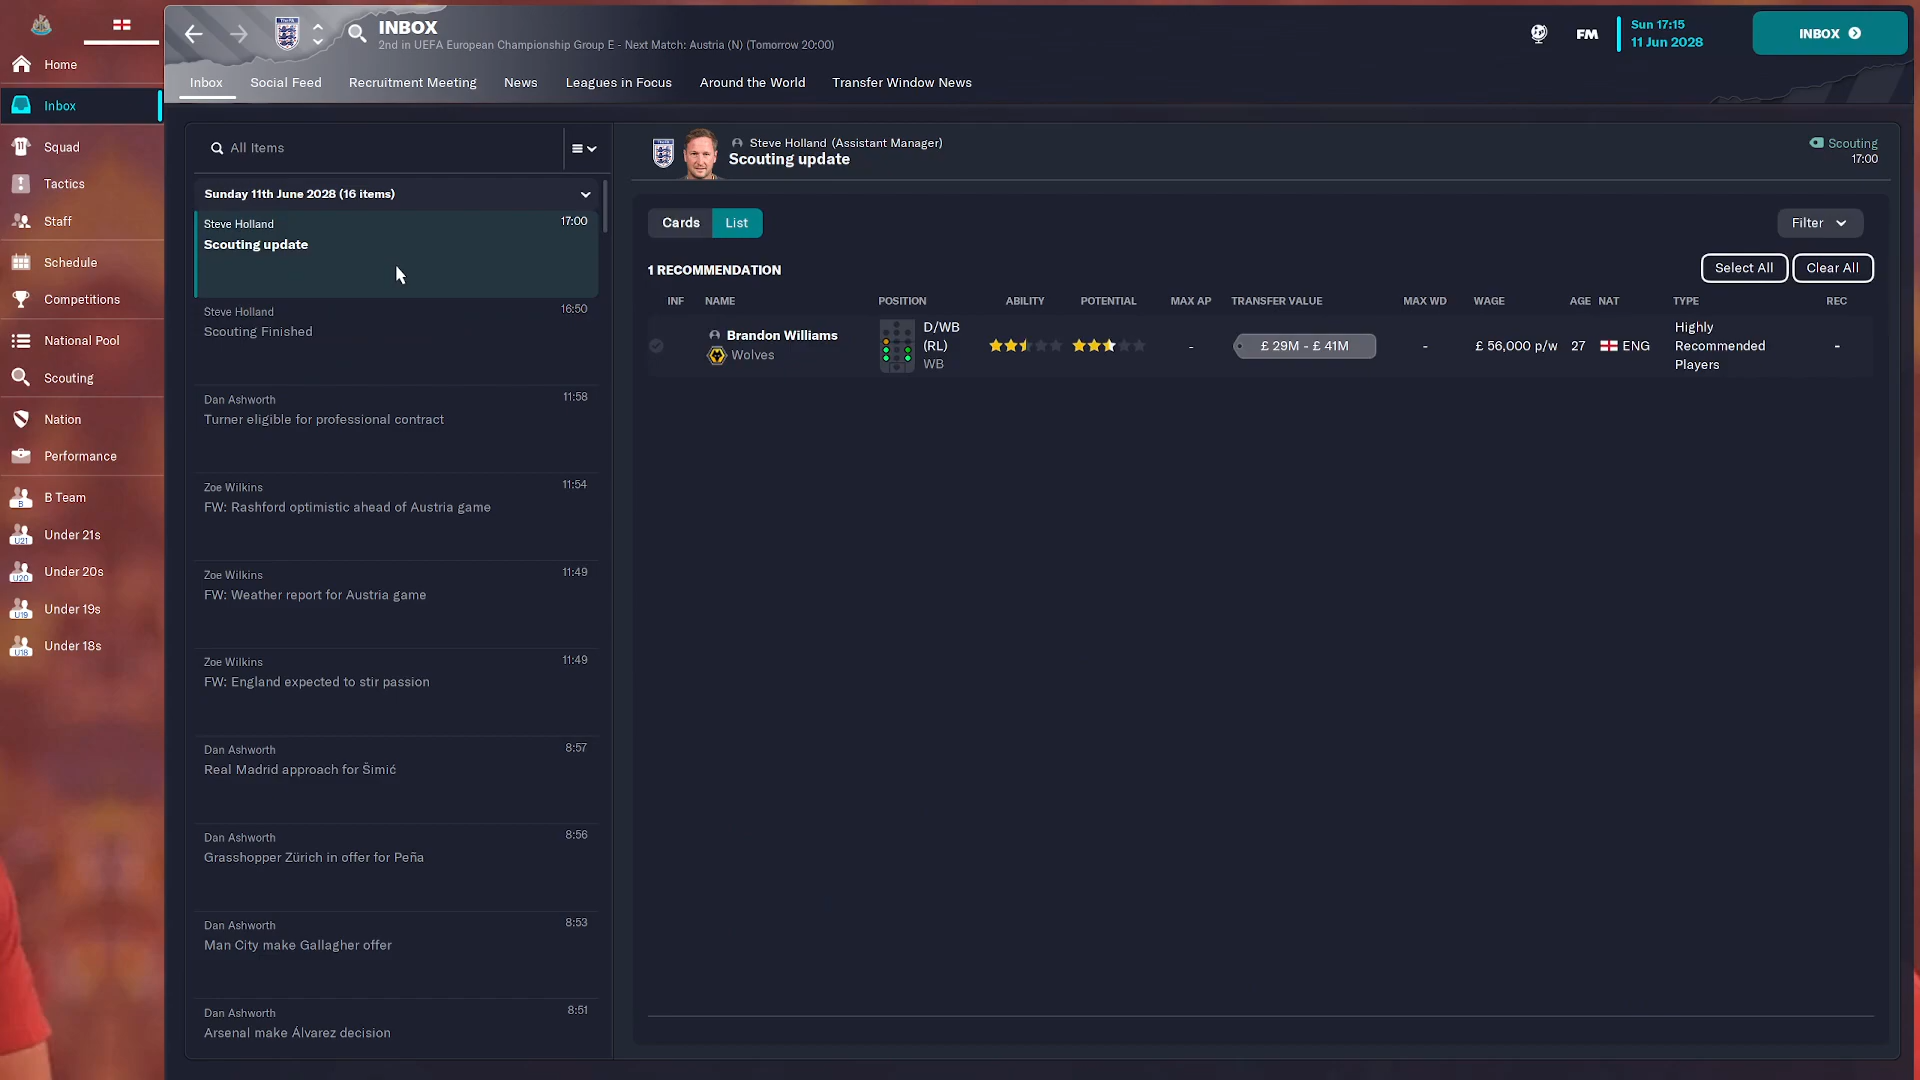 INBOX
2nd in UEFA European Championship Group E - Next Match: Austria (N) (Tomorrow 20:00)
FM
Sun 17:15
11 Jun 2028
INBOX
Home
Inbox
Squad
Tactics
Staff
Schedule
Competitions
National Pool
Scouting
Nation
Performance
B
B Team
U21
Under 21s
U20
Under 20s
U19
Under 19s
U18
Under 18s
Inbox
Social Feed
Recruitment Meeting
News
Leagues in Focus
Around the World
Transfer Window News
All Items
Sunday 11th June 2028 (16 items)
Steve Holland 17:00
Scouting update
Steve Holland 16:50
Scouting Finished
Dan Ashworth 11:58
Turner eligible for professional contract
Zoe Wilkins 11:54
FW: Rashford optimistic ahead of Austria game
Zoe Wilkins 11:49
FW: Weather report for Austria game
Zoe Wilkins 11:49
FW: England expected to stir passion
Dan Ashworth 8:57
Real Madrid approach for Šimić
Dan Ashworth 8:56
Grasshopper Zürich in offer for Peña
Dan Ashworth 8:53
Man City make Gallagher offer
Dan Ashworth 8:51
Arsenal make Álvarez decision
Steve Holland (Assistant Manager)
Scouting update
Scouting
17:00
Cards
List
Filter
1 RECOMMENDATION
Select All
Clear All
INF NAME POSITION ABILITY POTENTIAL MAX AP TRANSFER VALUE MAX WD WAGE AGE NAT TYPE REC
Brandon Williams
Wolves
D/WB
(RL)
WB
-
£ 29M - £ 41M
-
£ 56,000 p/w
27
ENG
Highly
Recommended
Players
-